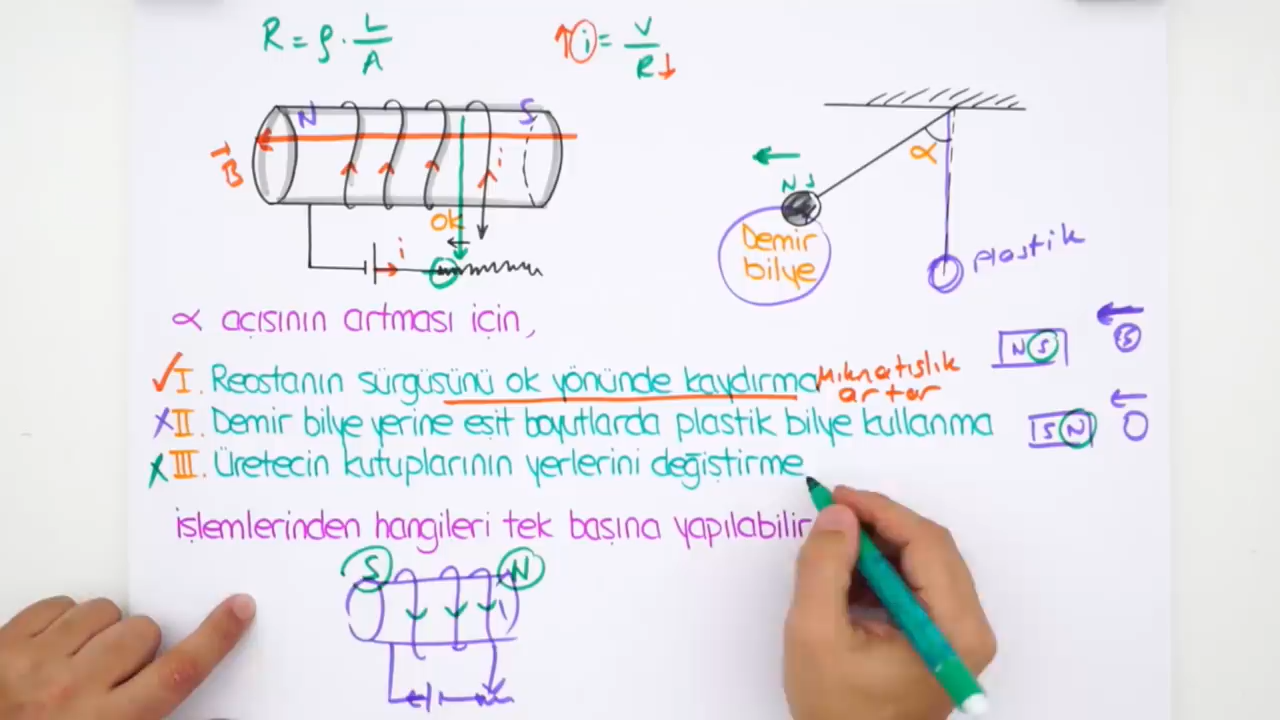 R = ρ · L / A
↑ i = V / R ↓
N S
B
i
ok
i
α
N S
Demir
bilye
Plastik
α açısının artması için,
N S
S
✓ I. Reostanın sürgüsünü ok yönünde kaydırma Mıknatıslık
artar
x II. Demir bilye yerine eşit boyutlarda plastik bilye kullanma
S N
x III. Üretecin kutuplarının yerlerini değiştirme
işlemlerinden hangileri tek başına yapılabilir
S N